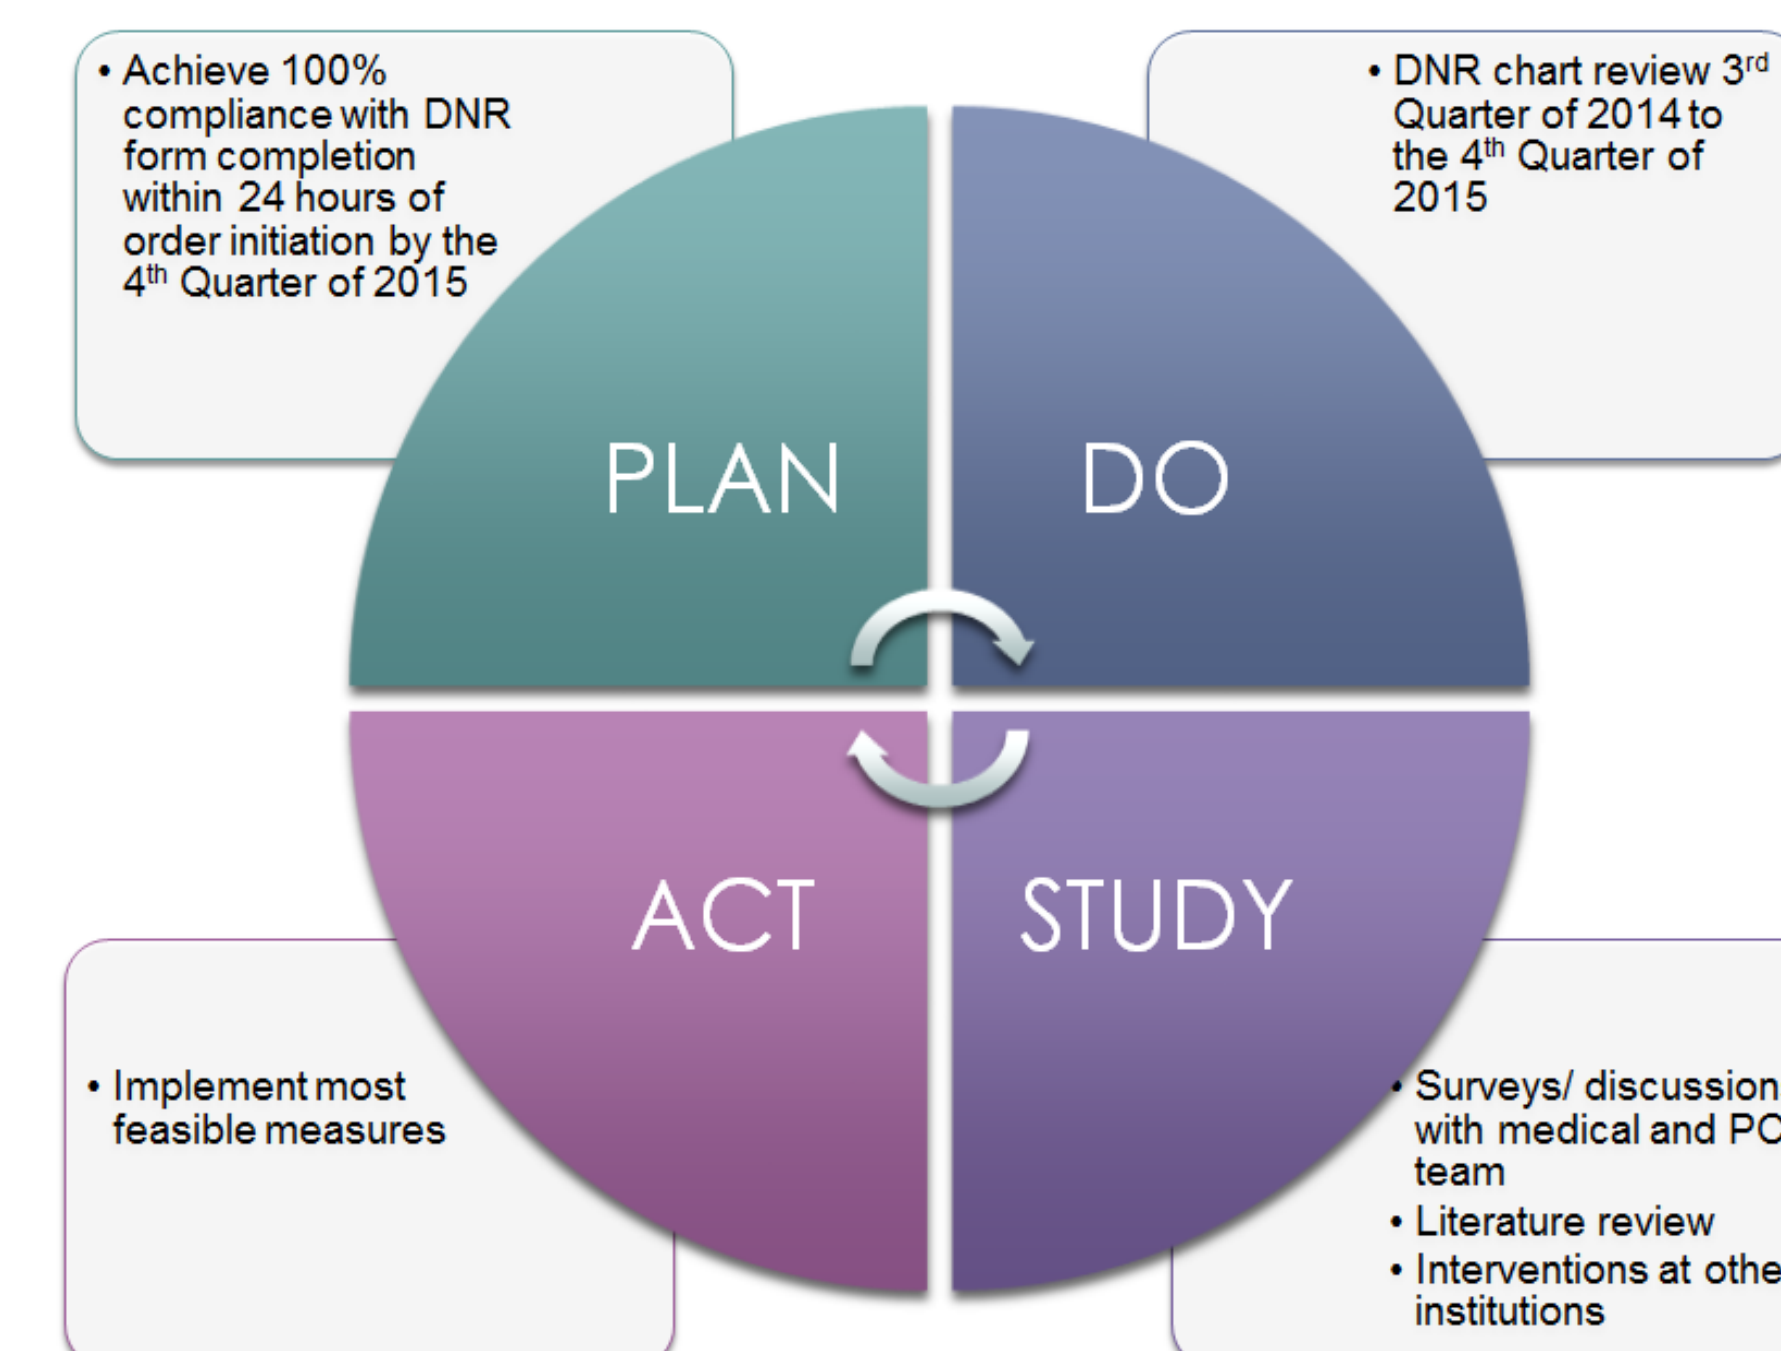 • Achieve 100%
compliance with DNR
form completion
within 24 hours of
order initiation by the
4th Quarter of 2015
• DNR chart review 3rd
Quarter of 2014 to
the 4th Quarter of
2015
PLAN
DO
ACT
STUDY
• Implement most
feasible measures
• Surveys/ discussion
with medical and
team
• Literature review
• Interventions at
institutions